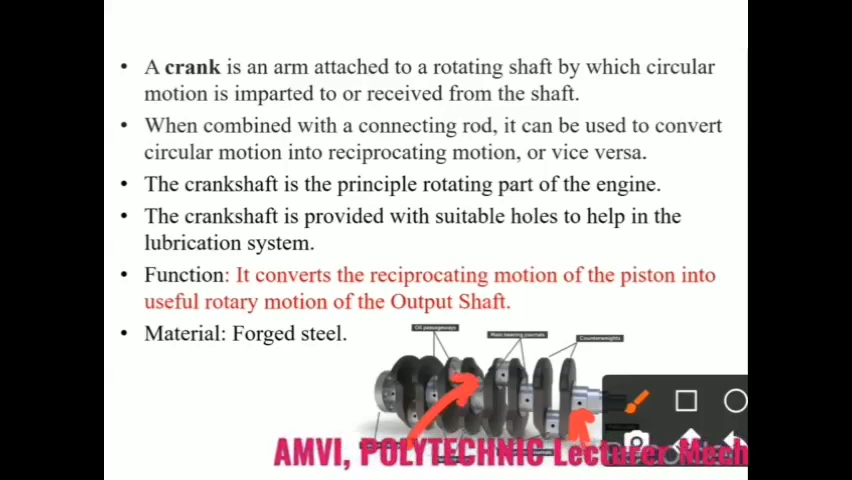 • A crank is an arm attached to a rotating shaft by which circular
motion is imparted to or received from the shaft.
• When combined with a connecting rod, it can be used to convert
circular motion into reciprocating motion, or vice versa.
• The crankshaft is the principle rotating part of the engine.
• The crankshaft is provided with suitable holes to help in the
lubrication system.
• Function: It converts the reciprocating motion of the piston into
useful rotary motion of the Output Shaft.
• Material: Forged steel.
Oil passageways
Main bearing journals
Counterweights
AMVI, POLYTECHNIC Lecturer Mech